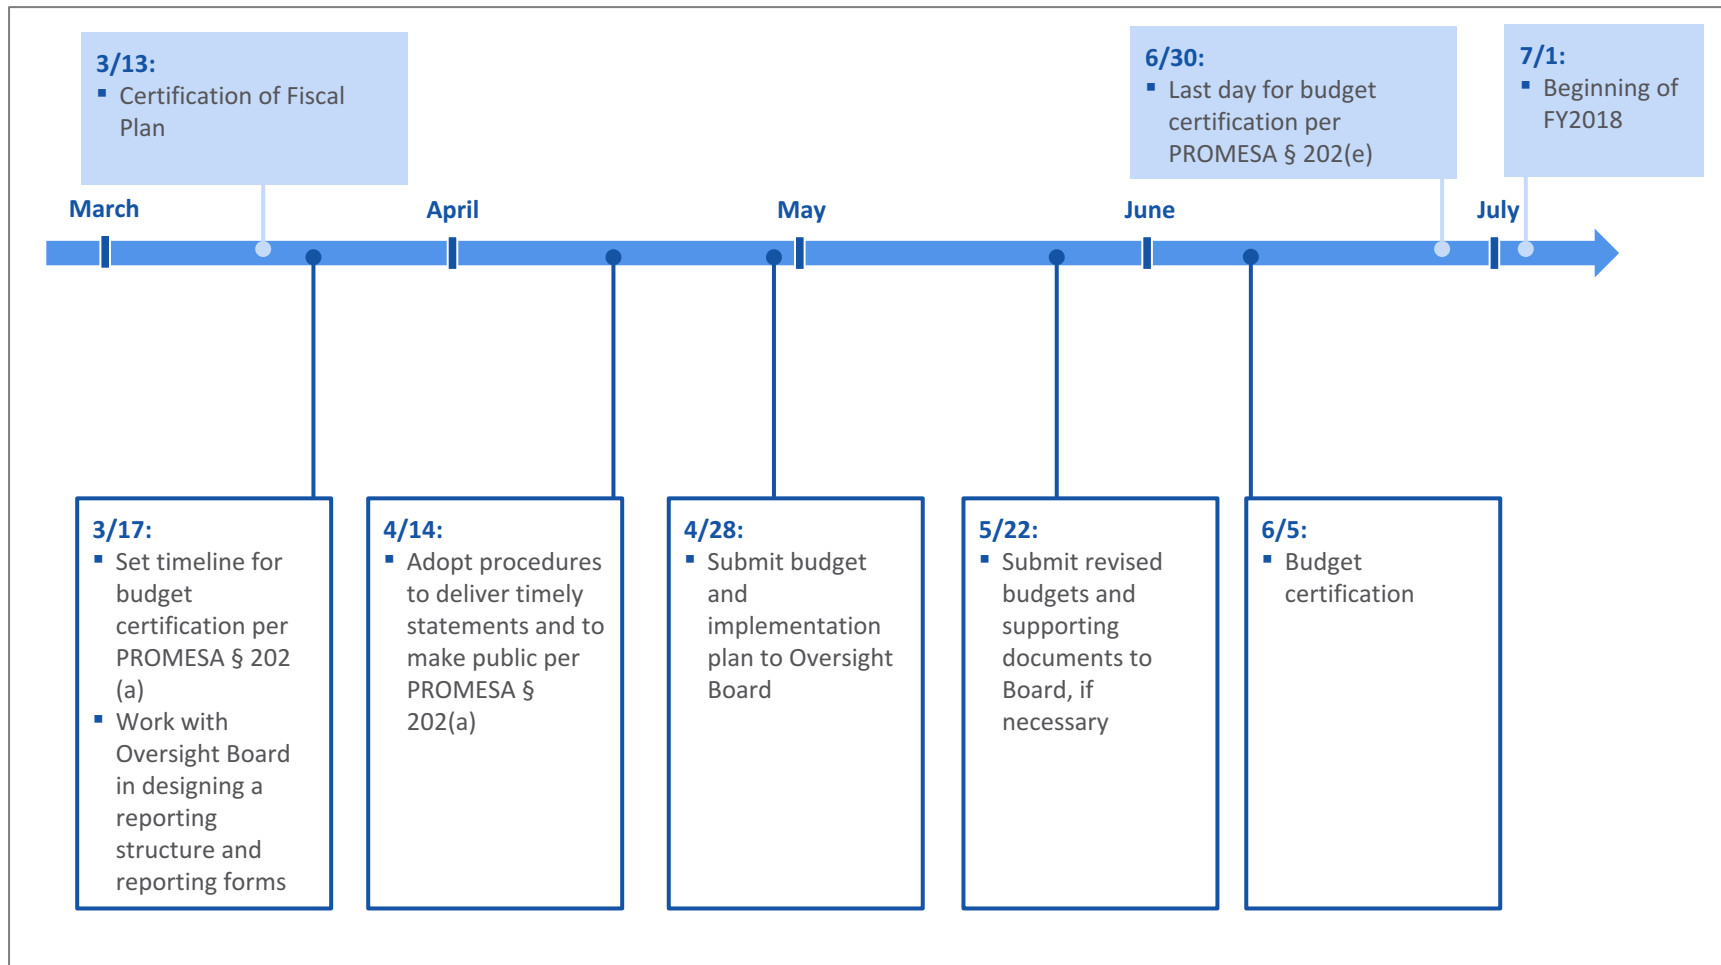 3/13:
▪ Certification of Fiscal
Plan
6/30:
▪ Last day for budget
certification per
PROMESA § 202(e)
7/1:
▪ Beginning of
FY2018
March
April
May
June
July
3/17:
▪ Set timeline for
budget
certification per
PROMESA § 202
(a)
▪ Work with
Oversight Board
in designing a
reporting
structure and
reporting forms
4/14:
▪ Adopt procedures
to deliver timely
statements and to
make public per
PROMESA §
202(a)
4/28:
▪ Submit budget
and
implementation
plan to Oversight
Board
5/22:
▪ Submit revised
budgets and
supporting
documents to
Board, if
necessary
6/5:
▪ Budget
certification